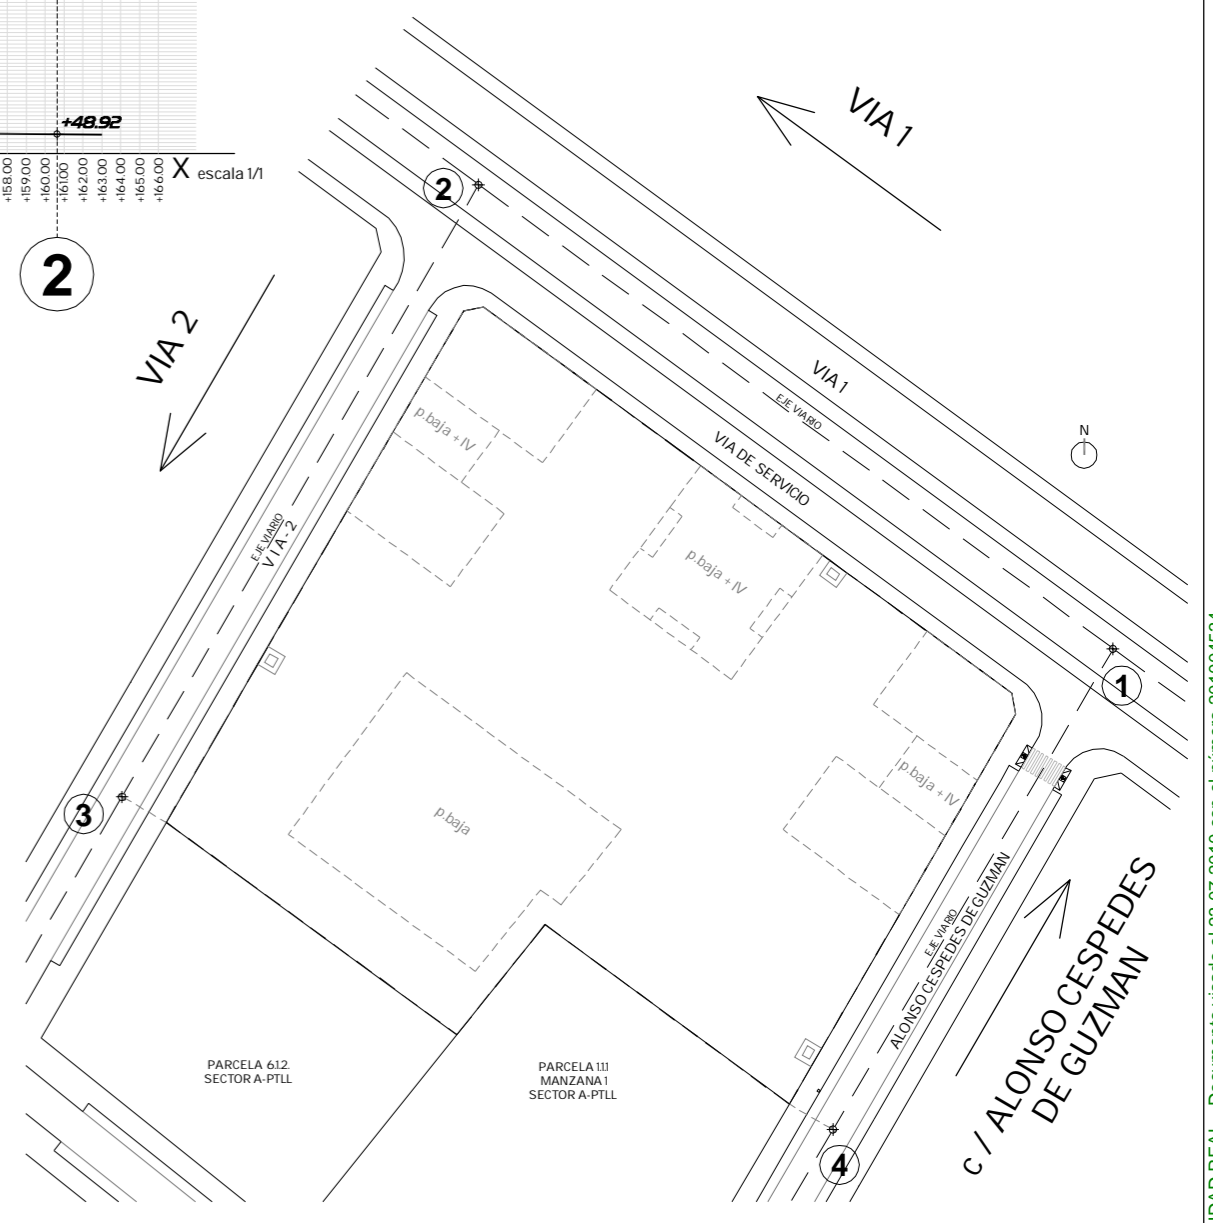 +48.92
+158.00
+159.00
+160.00
+161.00
+162.00
+163.00
+164.00
+165.00
+166.00
X escala 1/1
2
VIA 1
2
VIA 2
VIA 1
EJE VIARIO
N
VIA DE SERVICIO
p.baja + IV
EJE VIARIO
VIA-2
p.baja + IV
1
p.baja + IV
3
p.baja
EJE VIARIO
ALONSO CESPEDES DE GUZMAN
c / ALONSO CESPEDES
DE GUZMAN
PARCELA 6.1.2.
SECTOR A-PTLL
PARCELA 1.1.1
MANZANA 1
SECTOR A-PTLL
4